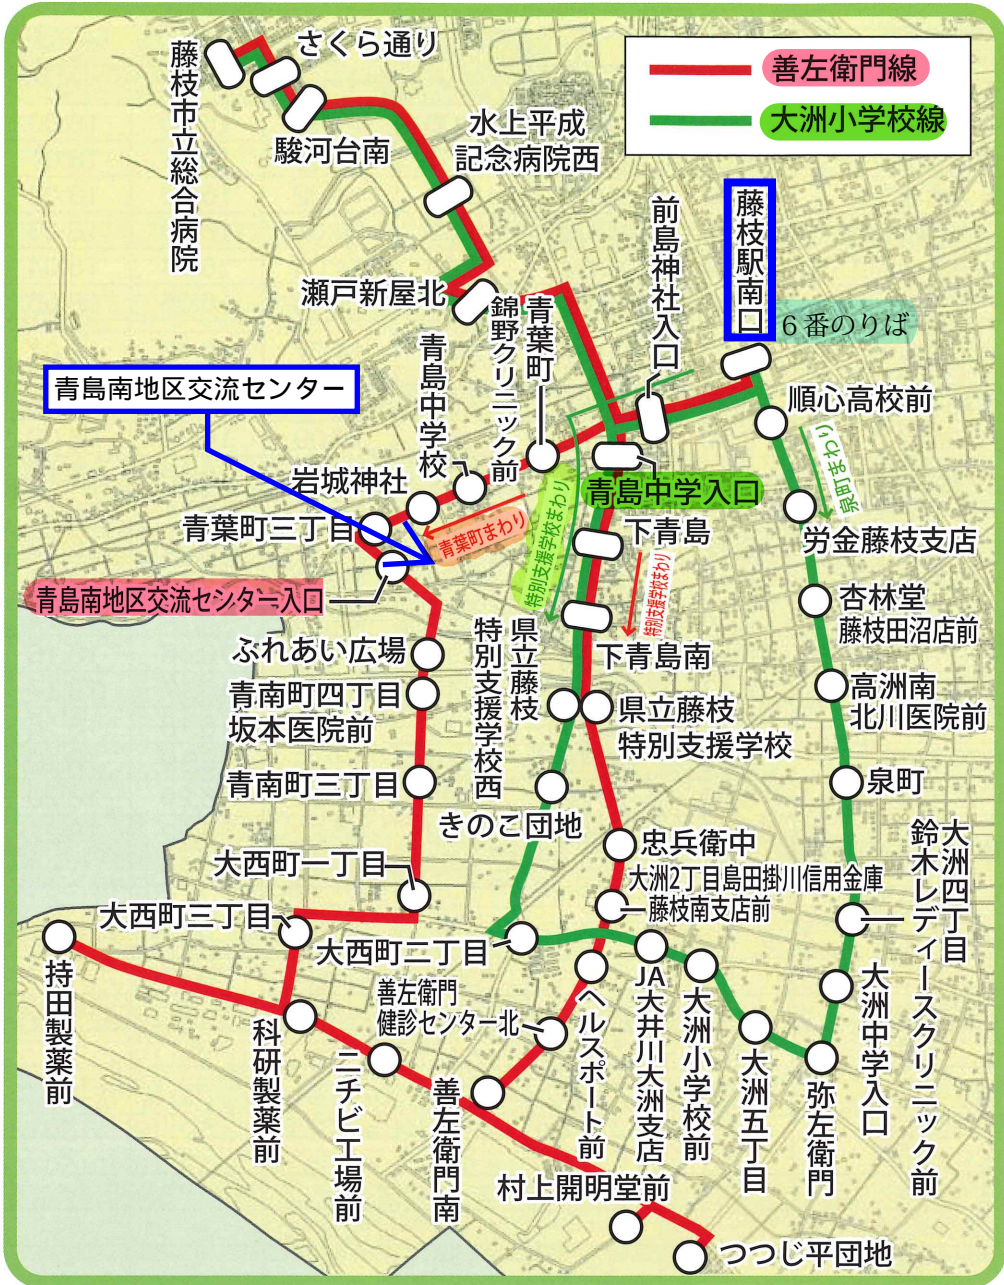 善左衛門線
大洲小学校線
藤枝市立総合病院
さくら通り
駿河台南
水上平成
記念病院西
瀬戸新屋北
前島神社入口
藤枝駅南口
6番のりば
青葉町
錦野クリニック前
青島中学校
青島南地区交流センター
岩城神社
青葉町三丁目
青葉町まわり
青島南地区交流センター入口
順心高校前
泉町まわり
青島中学入口
特別支援学校まわり
下青島
特別支援学校まわり
下青島南
労金藤枝支店
杏林堂
藤枝田沼店前
高洲南
北川医院前
泉町
ふれあい広場
青南町四丁目
坂本医院前
青南町三丁目
県立藤枝
特別支援学校西
県立藤枝
特別支援学校
きのこ団地
忠兵衛中
大洲2丁目島田掛川信用金庫
藤枝南支店前
大洲四丁目
鈴木レディースクリニック前
大西町一丁目
大西町三丁目
大西町二丁目
持田製薬前
科研製薬前
ニチビ工場前
善左衛門
健診センター北
善左衛門南
ヘルスポート前
JA大井川大洲支店
大洲小学校前
大洲五丁目
弥左衛門
大洲中学入口
村上開明堂前
つつじ平団地